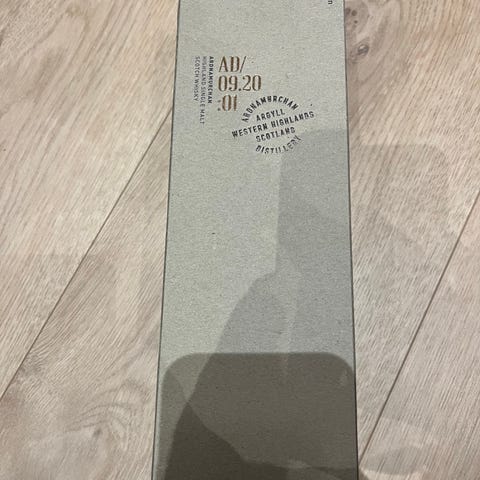 ARDNAMURCHAN
HIGHLAND SINGLE MALT
SCOTCH WHISKY
AD/
09.20
.01
ARDNAMURCHAN
ARGYLL
WESTERN HIGHLANDS
SCOTLAND
DISTILLERY